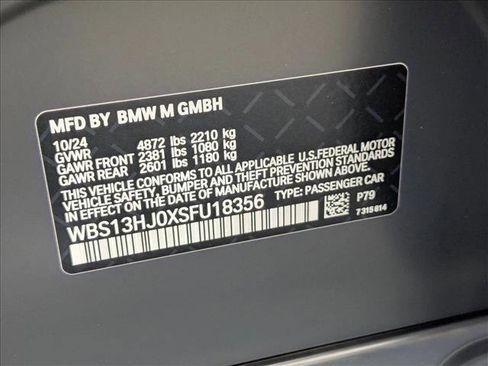 MFD BY BMW M GMBH
10/24 4872 lbs 2210 kg
GVWR
GAWR FRONT 2381 lbs 1080 kg
GAWR REAR 2601 lbs 1180 kg
THIS VEHICLE CONFORMS TO ALL APPLICABLE U.S.FEDERAL MOTOR
VEHICLE SAFETY, BUMPER,AND THEFT PREVENTION STANDARDS
IN EFFECT ON THE DATE OF MANUFACTURE SHOWN ABOVE.
WBS13HJ0XSFU18356 TYPE: PASSENGER CAR
P79
7315814